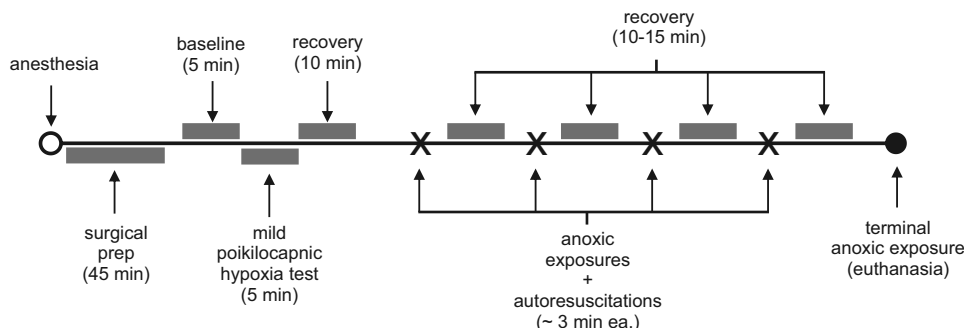 anesthesia
baseline
(5 min)
recovery
(10 min)
recovery
(10-15 min)
X X X X
surgical
prep
(45 min)
mild
poikilocapnic
hypoxia test
(5 min)
anoxic
exposures
+
autoresuscitations
(~ 3 min ea.)
terminal
anoxic exposure
(euthanasia)